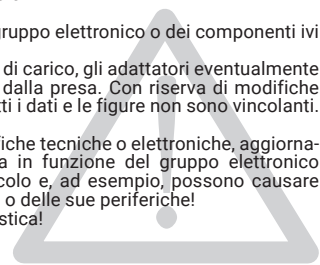 gruppo elettronico o dei componenti ivi
di carico, gli adattatori eventualmente
dalla presa. Con riserva di modifiche
ti i dati e le figure non sono vincolanti.
fiche tecniche o elettroniche, aggiorna-
a in funzione del gruppo elettronico
colo e, ad esempio, possono causare
o delle sue periferiche!
stica!